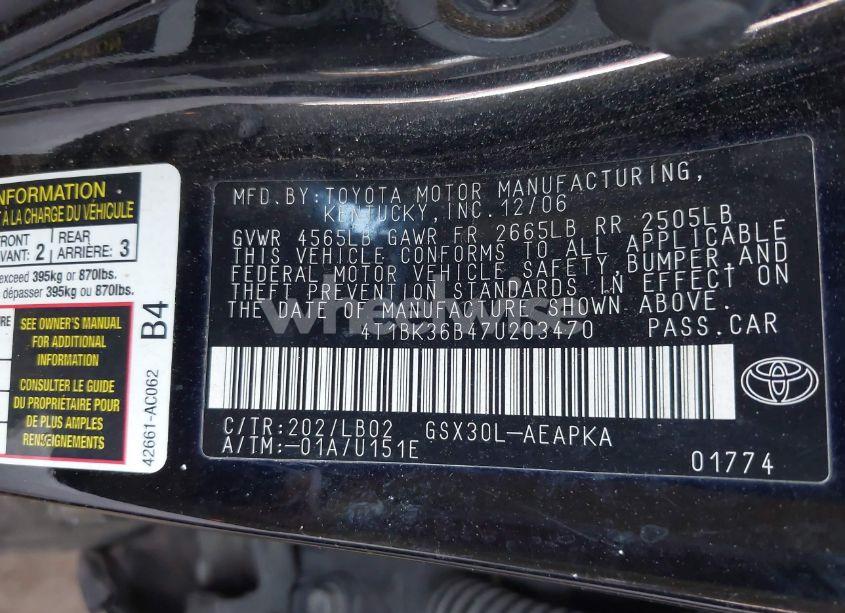 INFORMATION
T À LA CHARGE DU VÉHICULE
FRONT
VANT: 2
REAR
ARRIÈRE: 3
exceed 395kg or 870lbs.
dépasser 395kg ou 870lbs.
SEE OWNER'S MANUAL
FOR ADDITIONAL
INFORMATION
CONSULTER LE GUIDE
DU PROPRIÉTAIRE POUR
DE PLUS AMPLES
RENSEIGNEMENTS
B4
42661-AC062
MFD.BY:TOYOTA MOTOR MANUFACTURING,
KENTUCKY, INC. 12/06
GVWR 4565LB GAWR FR 2665LB RR 2505LB
THIS VEHICLE CONFORMS TO ALL APPLICABLE
FEDERAL MOTOR VEHICLE SAFETY,BUMPER,AND
THEFT PREVENTION STANDARDS IN EFFECT ON
THE DATE OF MANUFACTURE SHOWN ABOVE.
4T1BK36B47U203470 PASS.CAR
wheelwise
C/TR:202/LB02 GSX30L-AEAPKA
A/TM:-01A/U151E
01774